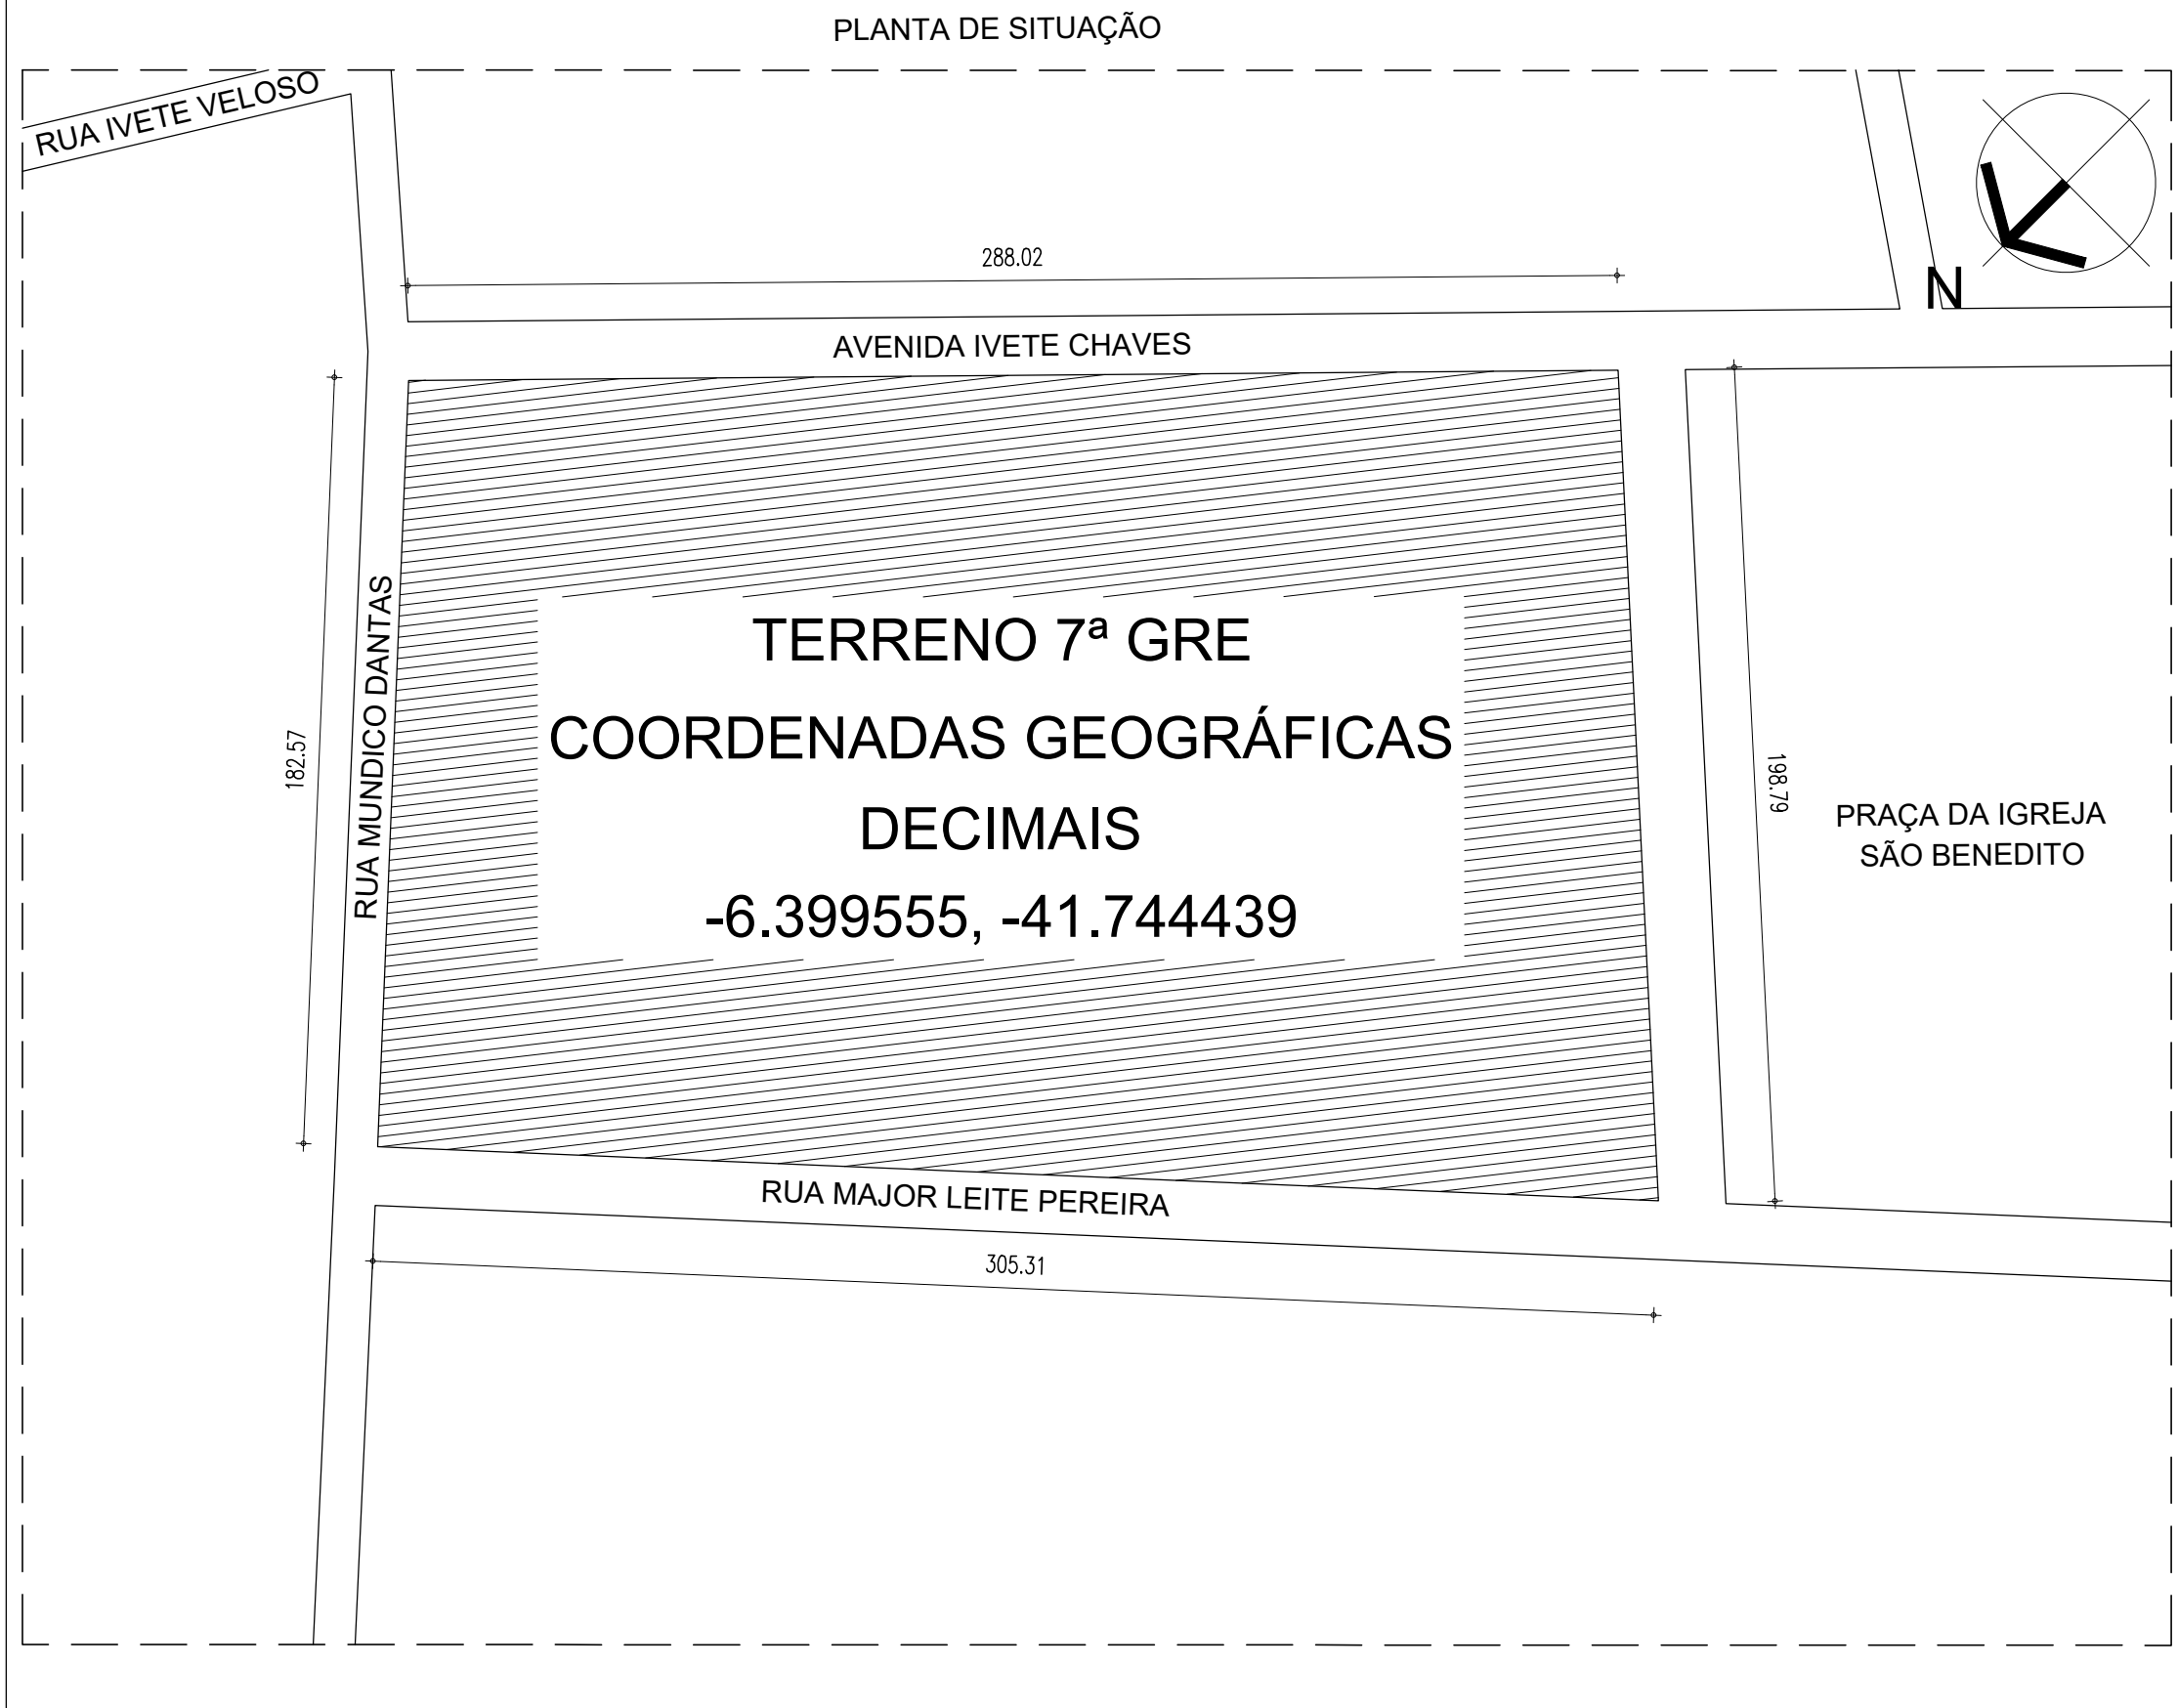 PLANTA DE SITUAÇÃO
RUA IVETE VELOSO
288.02
N
AVENIDA IVETE CHAVES
182.57
RUA MUNDICO DANTAS
TERRENO 7ª GRE
COORDENADAS GEOGRÁFICAS
DECIMAIS
-6.399555, -41.744439
198.79
PRAÇA DA IGREJA
SÃO BENEDITO
RUA MAJOR LEITE PEREIRA
305.31